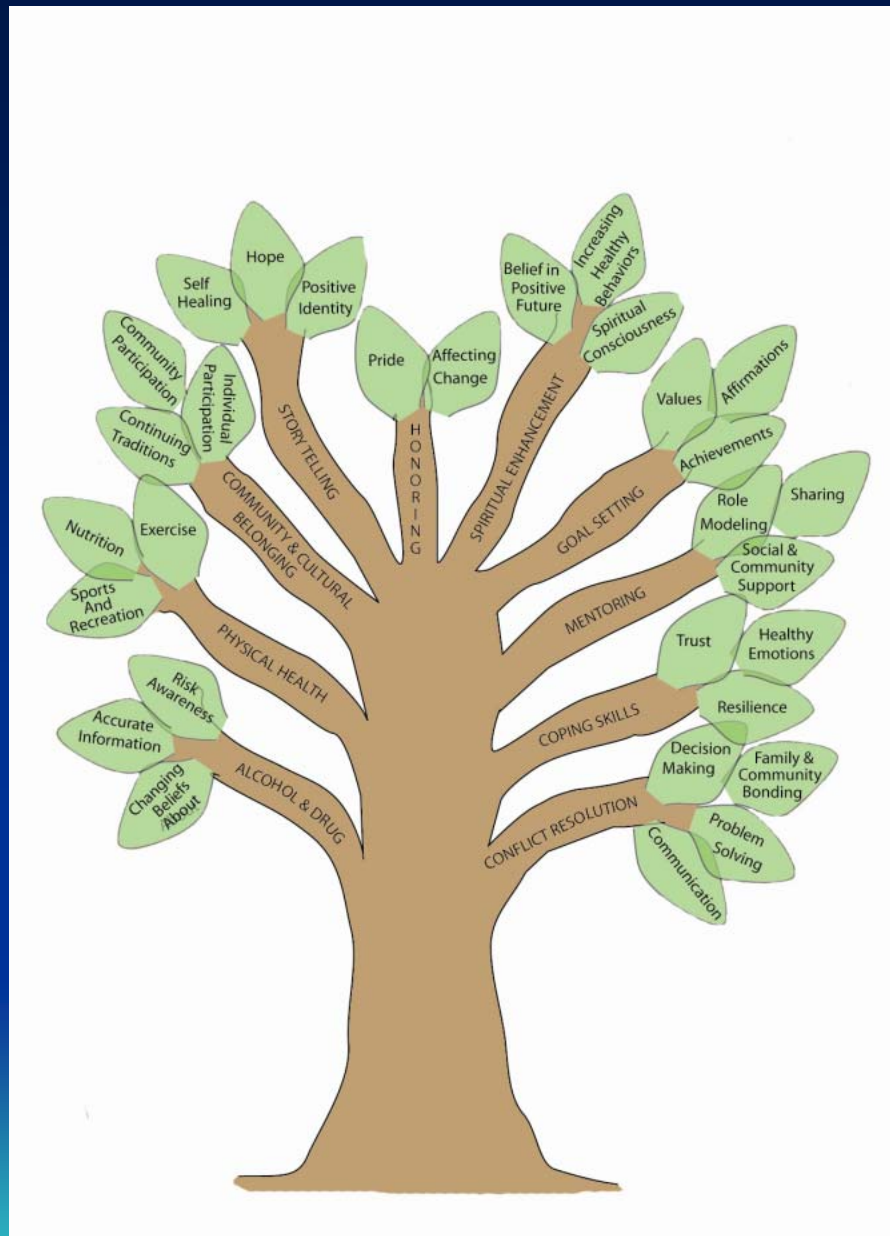 Hope
Self
Healing
Positive
Identity
STORY TELLING
Pride
Affecting
Change
HONORING
Belief in
Positive
Future
Increasing
Healthy
Behaviors
Spiritual
Consciousness
SPIRITUAL ENHANCEMENT
Community
Participation
Individual
Participation
Continuing
Traditions
COMMUNITY & CULTURAL
BELONGING
Values
Affirmations
Achievements
GOAL SETTING
Nutrition
Exercise
Sports
And
Recreation
PHYSICAL HEALTH
Role
Modeling
Sharing
Social &
Community
Support
MENTORING
Risk
Awareness
Accurate
Information
Changing
Beliefs
About
ALCOHOL & DRUG
Trust
Healthy
Emotions
Resilience
COPING SKILLS
Decision
Making
Family &
Community
Bonding
Problem
Solving
Communication
CONFLICT RESOLUTION